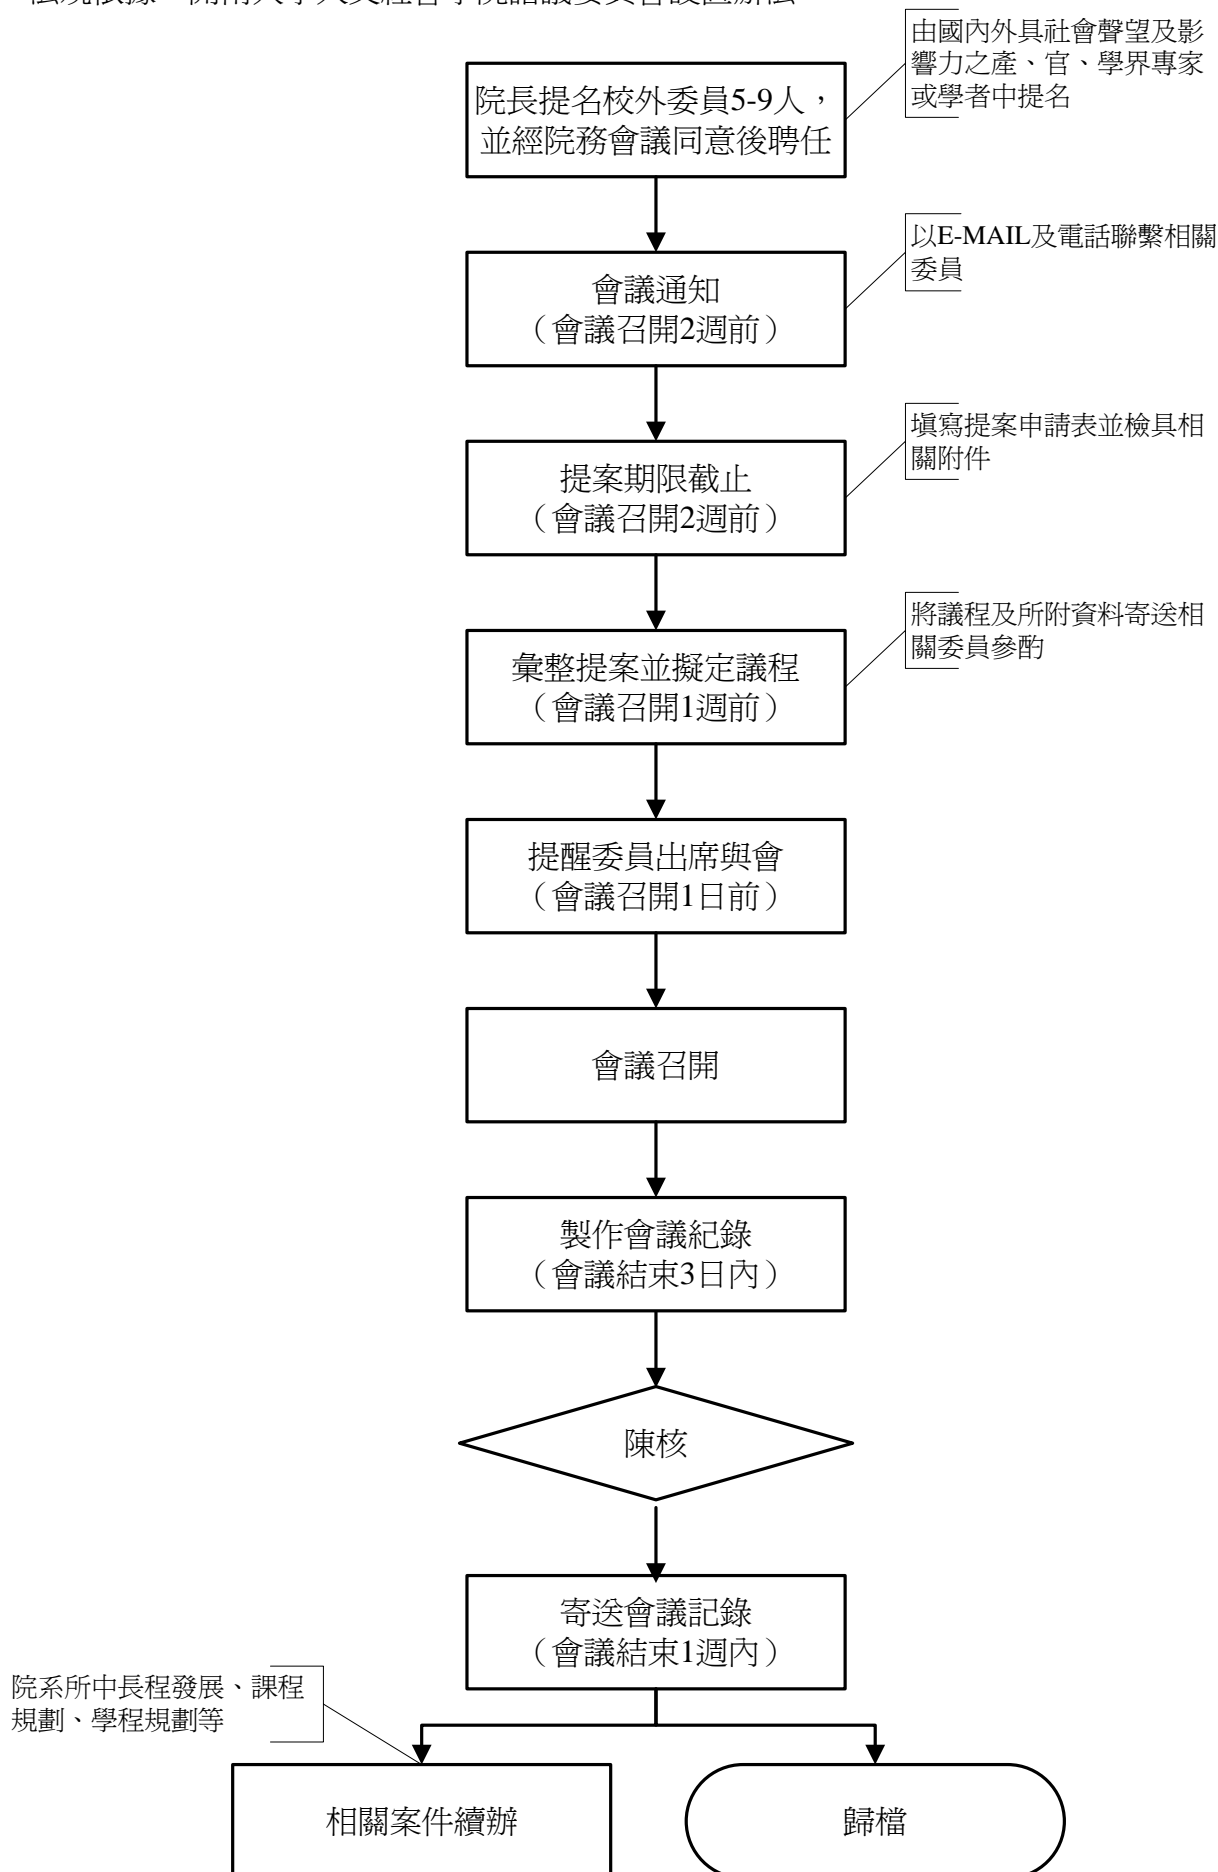 由國內外具社會聲望及影
響力之產、官、學界專家
或學者中提名
院長提名校外委員5-9人，
並經院務會議同意後聘任
以E-MAIL及電話聯繫相關
委員
會議通知
（會議召開2週前）
填寫提案申請表並檢具相
關附件
提案期限截止
（會議召開2週前）
將議程及所附資料寄送相
關委員參酌
彙整提案並擬定議程
（會議召開1週前）
提醒委員出席與會
（會議召開1日前）
會議召開
製作會議紀錄
（會議結束3日內）
陳核
寄送會議記錄
（會議結束1週內）
院系所中長程發展、課程
規劃、學程規劃等
相關案件續辦
歸檔